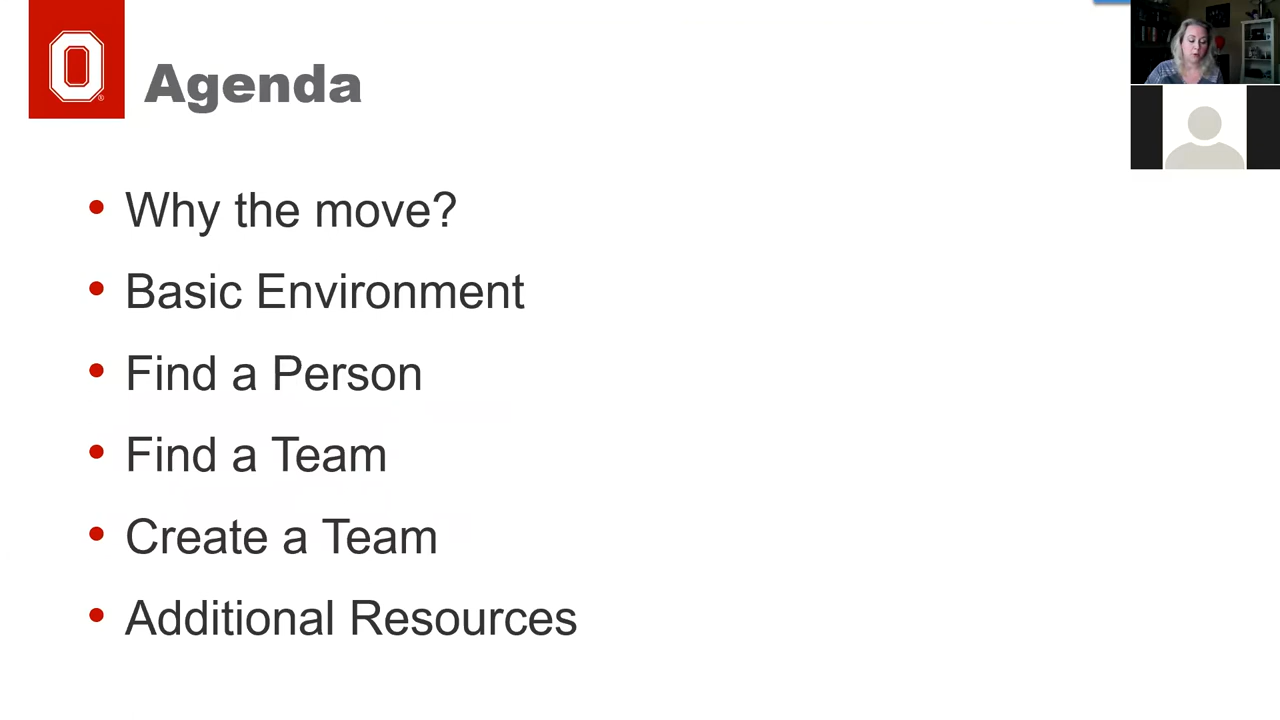 Agenda
• Why the move?
• Basic Environment
• Find a Person
• Find a Team
• Create a Team
• Additional Resources